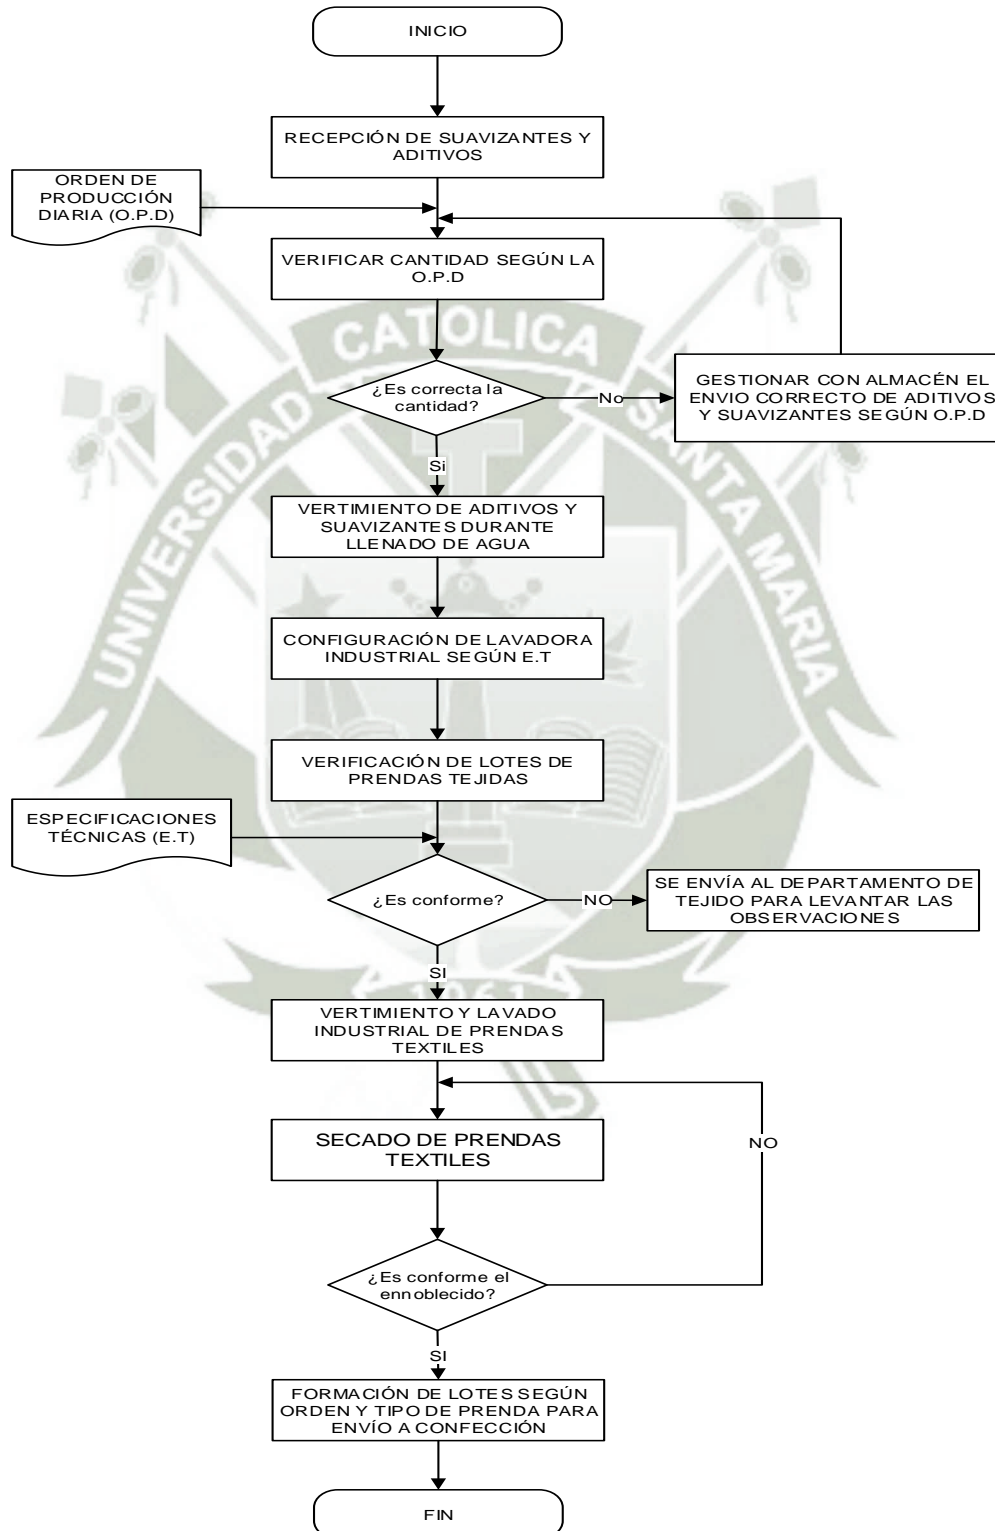 INICIO
RECEPCIÓN DE SUAVIZANTES Y
ADITIVOS
ORDEN DE
PRODUCCIÓN
DIARIA (O.P.D)
VERIFICAR CANTIDAD SEGÚN LA
O.P.D
¿Es correcta la
cantidad?
No
GESTIONAR CON ALMACÉN EL
ENVIO CORRECTO DE ADITIVOS
Y SUAVIZANTES SEGÚN O.P.D
Si
VERTIMIENTO DE ADITIVOS Y
SUAVIZANTES DURANTE
LLENADO DE AGUA
CONFIGURACIÓN DE LAVADORA
INDUSTRIAL SEGÚN E.T
VERIFICACIÓN DE LOTES DE
PRENDAS TEJIDAS
ESPECIFICACIONES
TÉCNICAS (E.T)
¿Es conforme?
NO
SE ENVÍA AL DEPARTAMENTO DE
TEJIDO PARA LEVANTAR LAS
OBSERVACIONES
SI
VERTIMIENTO Y LAVADO
INDUSTRIAL DE PRENDAS
TEXTILES
SECADO DE PRENDAS
TEXTILES
NO
¿Es conforme el
ennoblecido?
SI
FORMACIÓN DE LOTES SEGÚN
ORDEN Y TIPO DE PRENDA PARA
ENVÍO A CONFECCIÓN
FIN
UNIVERSIDAD CATOLICA SANTA MARIA
1961